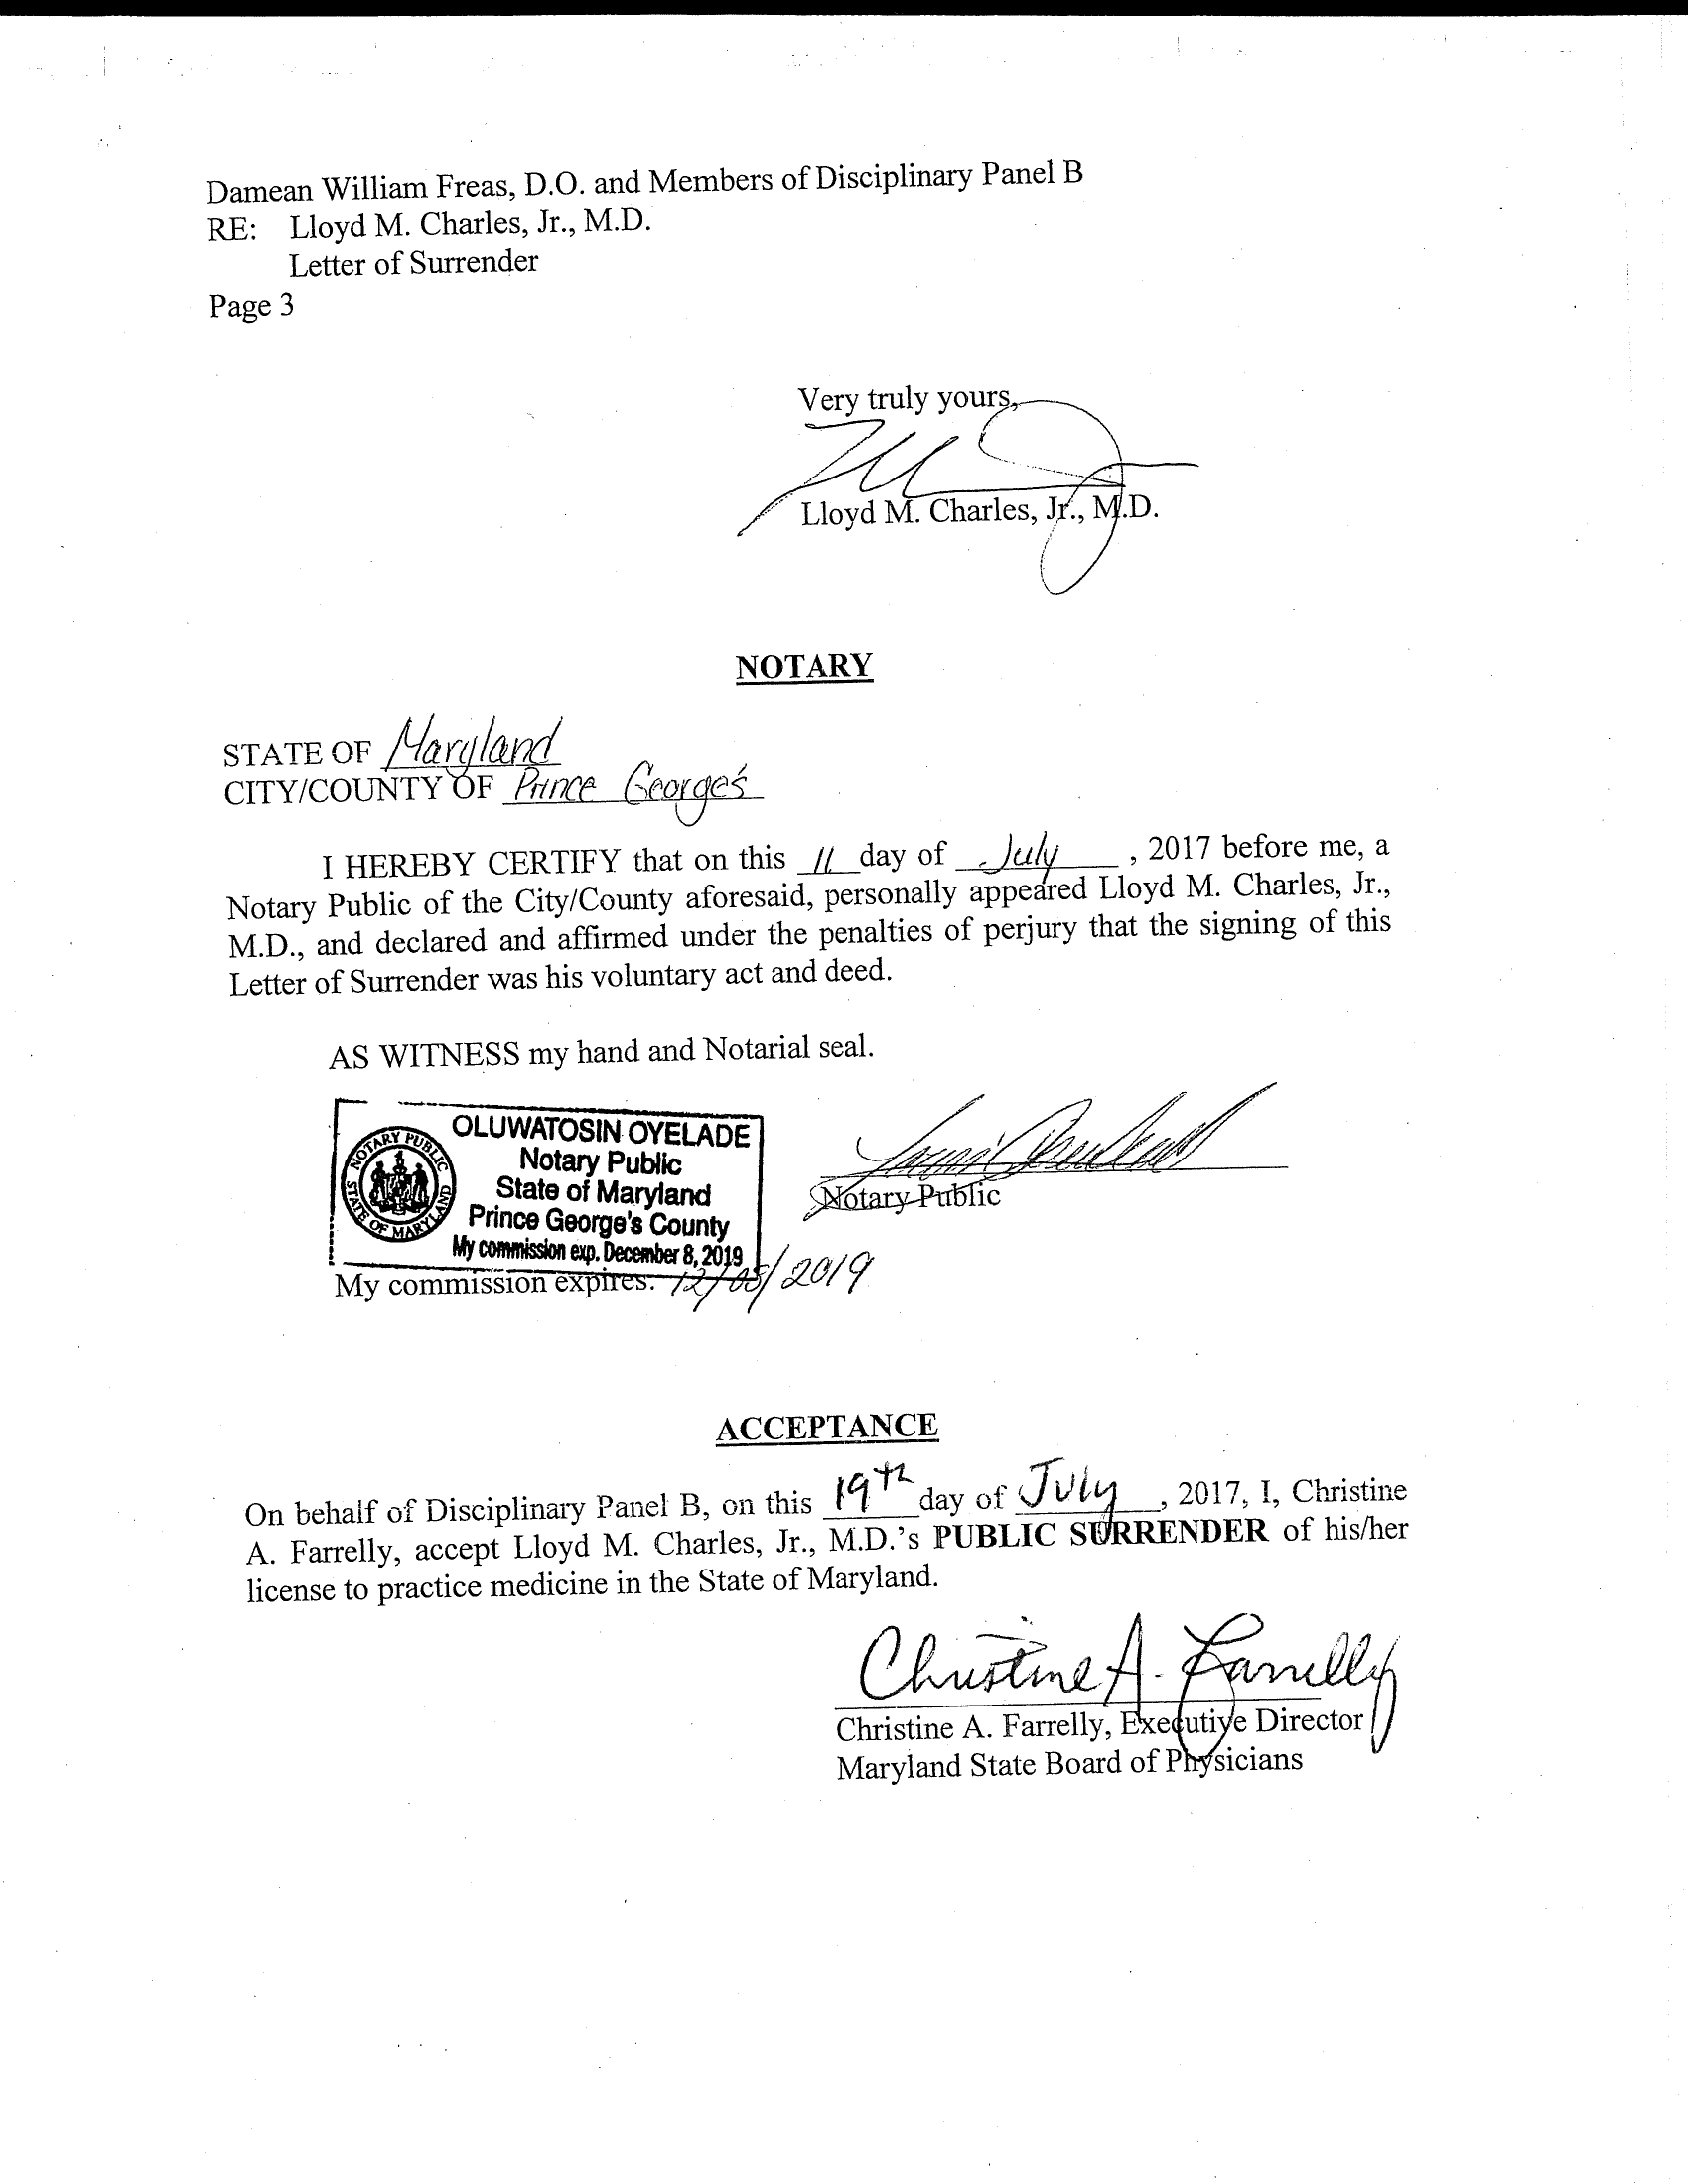 Damean William Freas, D.O. and Members of Disciplinary Panel B
RE: Lloyd M. Charles, Jr., M.D.
Letter of Surrender
Page 3
Very truly yours,
Lloyd M. Charles, Jr., M.D.
NOTARY
STATE OF Maryland
CITY/COUNTY OF Prince George's
I HEREBY CERTIFY that on this 11 day of July, 2017 before me, a
Notary Public of the City/County aforesaid, personally appeared Lloyd M. Charles, Jr.,
M.D., and declared and affirmed under the penalties of perjury that the signing of this
Letter of Surrender was his voluntary act and deed.
AS WITNESS my hand and Notarial seal.
OLUWATOSIN OYELADE
Notary Public
State of Maryland
Prince George's County
My commission exp. December 8, 2019
NOTARY PUBLIC
STATE OF MARYLAND
Notary Public
My commission expires: 12/08/2019
ACCEPTANCE
On behalf of Disciplinary Panel B, on this 19th day of July, 2017, I, Christine
A. Farrelly, accept Lloyd M. Charles, Jr., M.D.'s PUBLIC SURRENDER of his/her
license to practice medicine in the State of Maryland.
Christine A. Farrelly
Christine A. Farrelly, Executive Director
Maryland State Board of Physicians